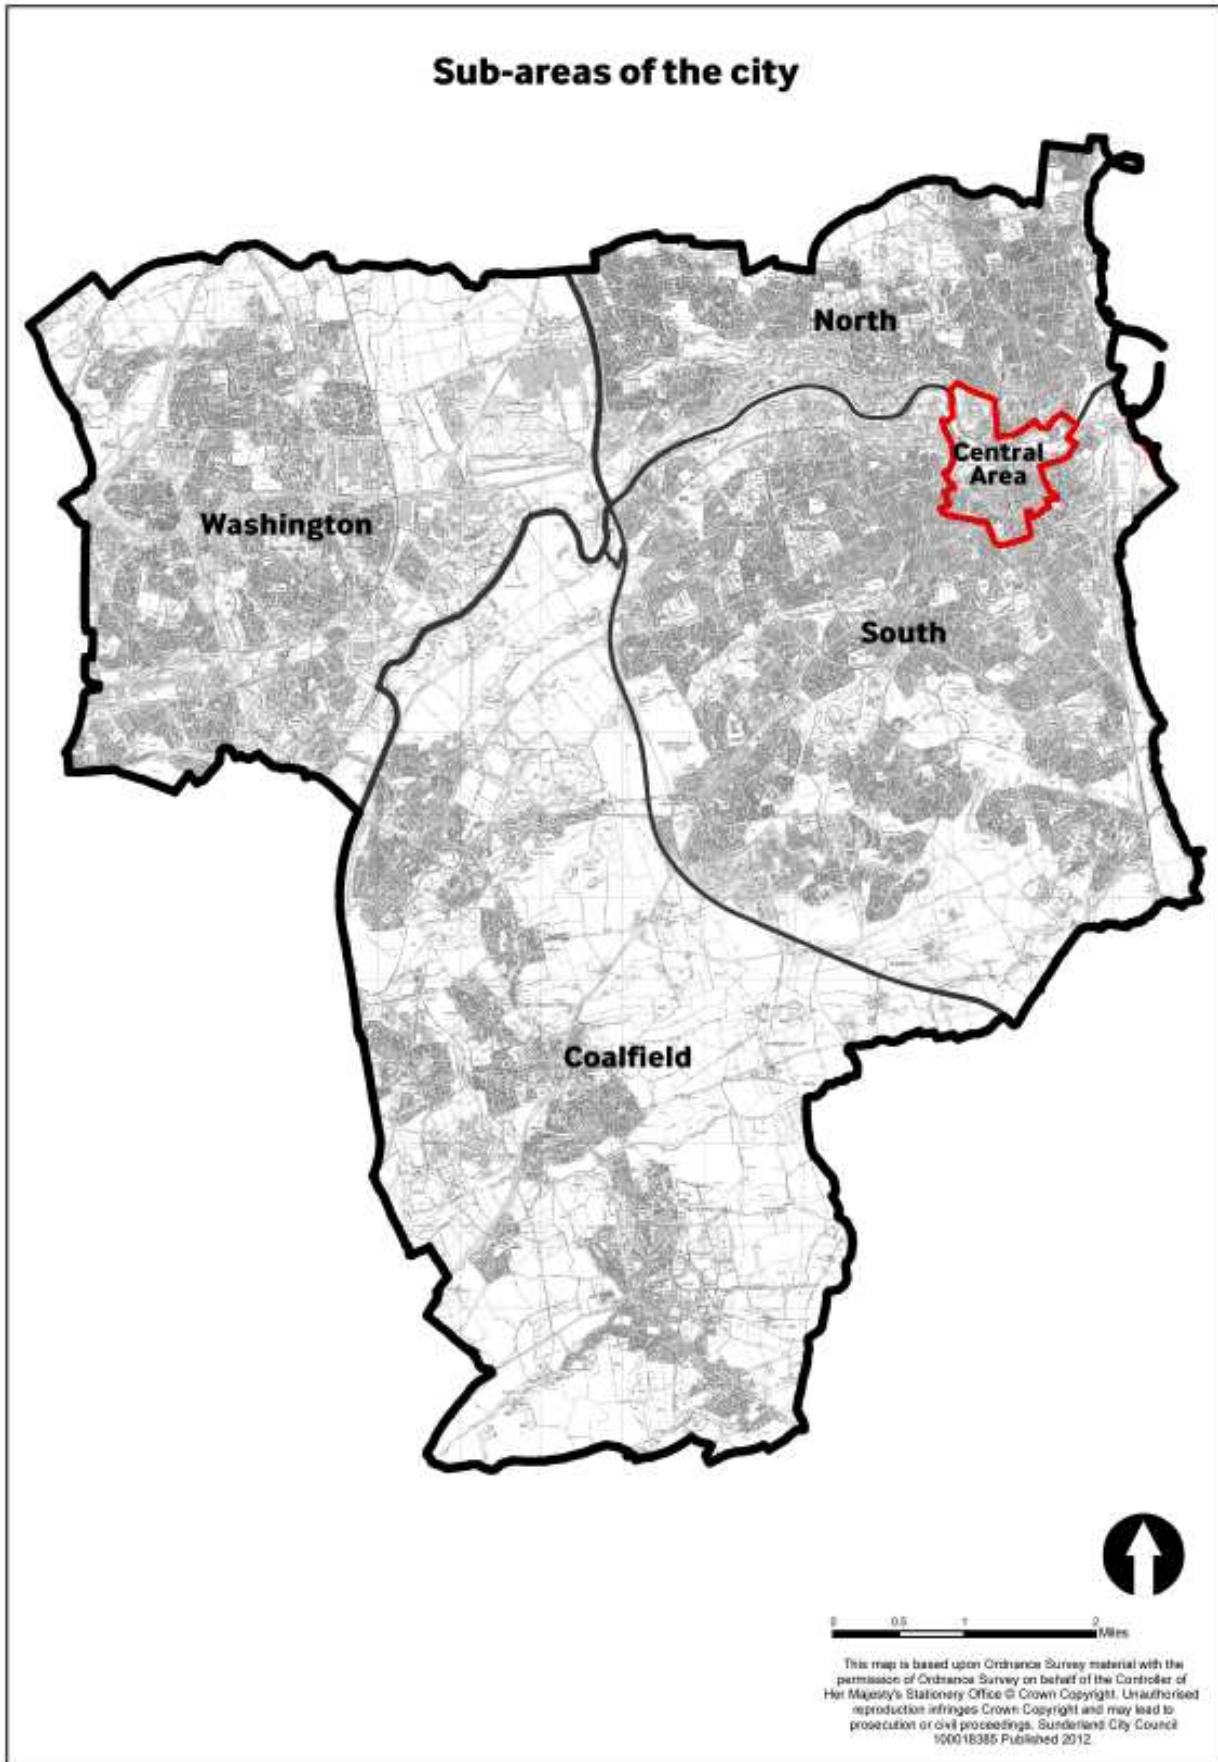 Sub-areas of the city
North
Central
Area
Washington
South
Coalfield
0 0.5 1 2
Miles
This map is based upon Ordnance Survey material with the
permission of Ordnance Survey on behalf of the Controller of
Her Majesty's Stationery Office © Crown Copyright. Unauthorised
reproduction infringes Crown Copyright and may lead to
prosecution or civil proceedings. Sunderland City Council
100018385 Published 2012